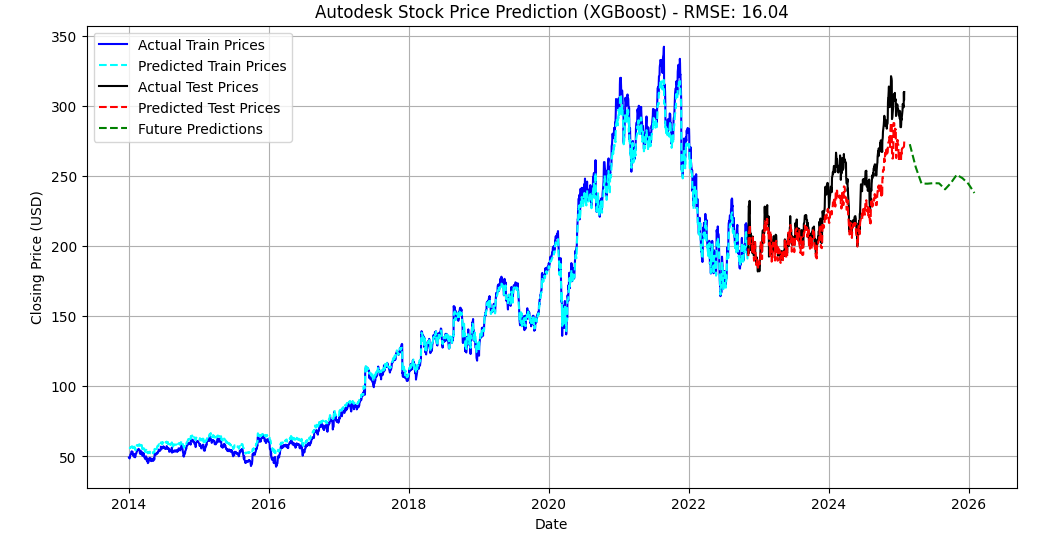 Autodesk Stock Price Prediction (XGBoost) - RMSE: 16.04
Actual Train Prices
Predicted Train Prices
Actual Test Prices
Predicted Test Prices
Future Predictions
Closing Price (USD)
350
300
250
200
150
100
50
2014
2016
2018
2020
2022
2024
2026
Date